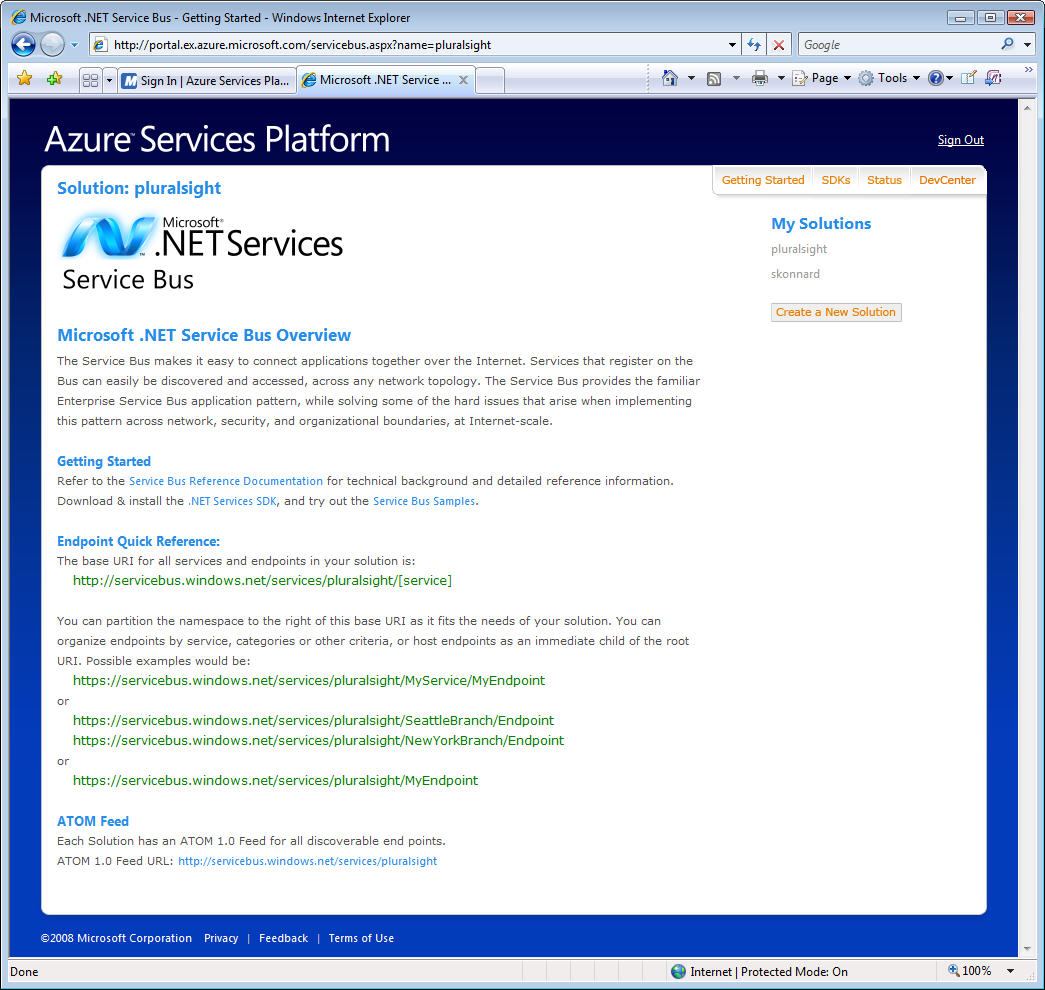 Microsoft .NET Service Bus - Getting Started - Windows Internet Explorer
http://portal.ex.azure.microsoft.com/servicebus.aspx?name=pluralsight
Google
Sign In | Azure Services Pla...
Microsoft .NET Service ...
Page
Tools
Azure™ Services Platform
Sign Out
Solution: pluralsight
Getting Started
SDKs
Status
DevCenter
Microsoft®
.NET Services
™
Service Bus
My Solutions
pluralsight
skonnard
Create a New Solution
Microsoft .NET Service Bus Overview
The Service Bus makes it easy to connect applications together over the Internet. Services that register on the
Bus can easily be discovered and accessed, across any network topology. The Service Bus provides the familiar
Enterprise Service Bus application pattern, while solving some of the hard issues that arise when implementing
this pattern across network, security, and organizational boundaries, at Internet-scale.
Getting Started
Refer to the Service Bus Reference Documentation for technical background and detailed reference information.
Download & install the .NET Services SDK, and try out the Service Bus Samples.
Endpoint Quick Reference:
The base URI for all services and endpoints in your solution is:
http://servicebus.windows.net/services/pluralsight/[service]
You can partition the namespace to the right of this base URI as it fits the needs of your solution. You can
organize endpoints by service, categories or other criteria, or host endpoints as an immediate child of the root
URI. Possible examples would be:
https://servicebus.windows.net/services/pluralsight/MyService/MyEndpoint
or
https://servicebus.windows.net/services/pluralsight/SeattleBranch/Endpoint
https://servicebus.windows.net/services/pluralsight/NewYorkBranch/Endpoint
or
https://servicebus.windows.net/services/pluralsight/MyEndpoint
ATOM Feed
Each Solution has an ATOM 1.0 Feed for all discoverable end points.
ATOM 1.0 Feed URL: http://servicebus.windows.net/services/pluralsight
©2008 Microsoft Corporation Privacy | Feedback | Terms of Use
Done
Internet | Protected Mode: On
100%